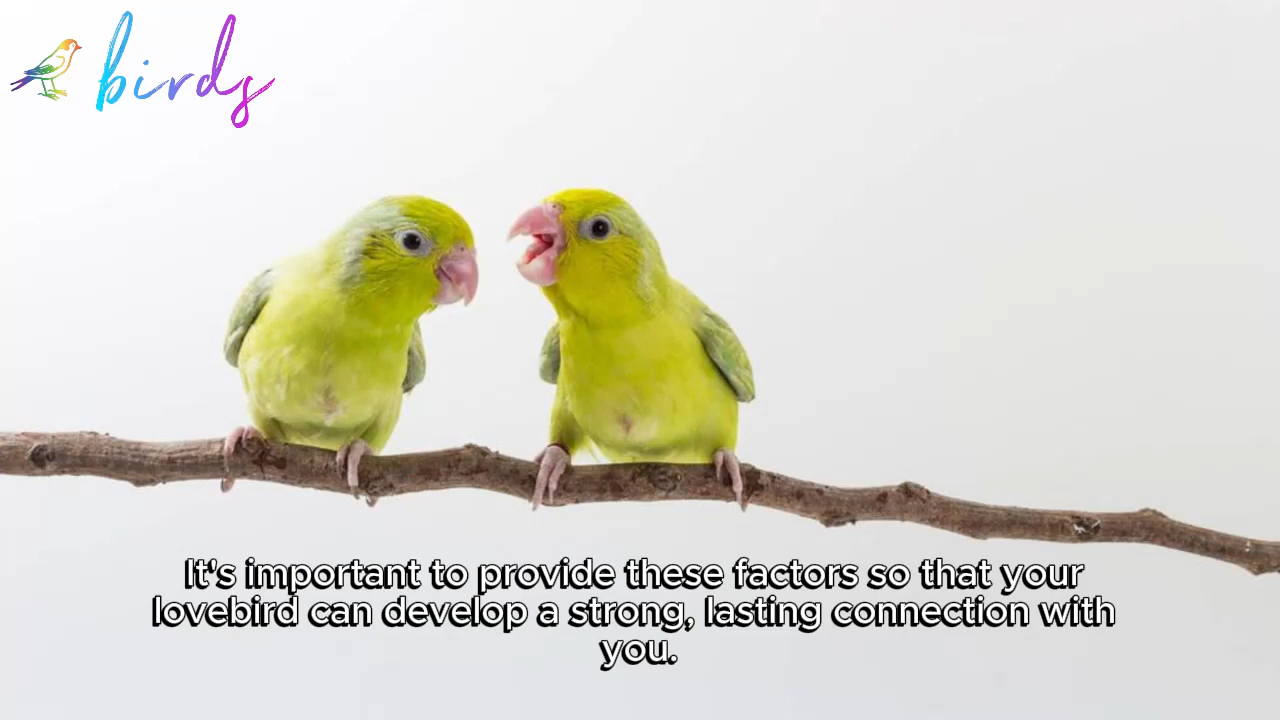 birds
It's important to provide these factors so that your
lovebird can develop a strong, lasting connection with
you.